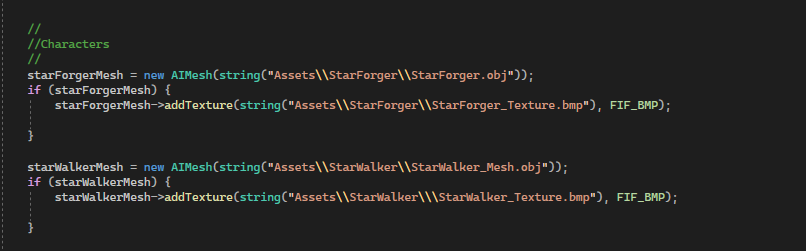 //
//Characters
//
starForgerMesh = new AIMesh(string("Assets\\StarForger\\StarForger.obj"));
if (starForgerMesh) {
starForgerMesh->addTexture(string("Assets\\StarForger\\StarForger_Texture.bmp"), FIF_BMP);
}
starWalkerMesh = new AIMesh(string("Assets\\StarWalker\\StarWalker_Mesh.obj"));
if (starWalkerMesh) {
starWalkerMesh->addTexture(string("Assets\\StarWalker\\\StarWalker_Texture.bmp"), FIF_BMP);
}